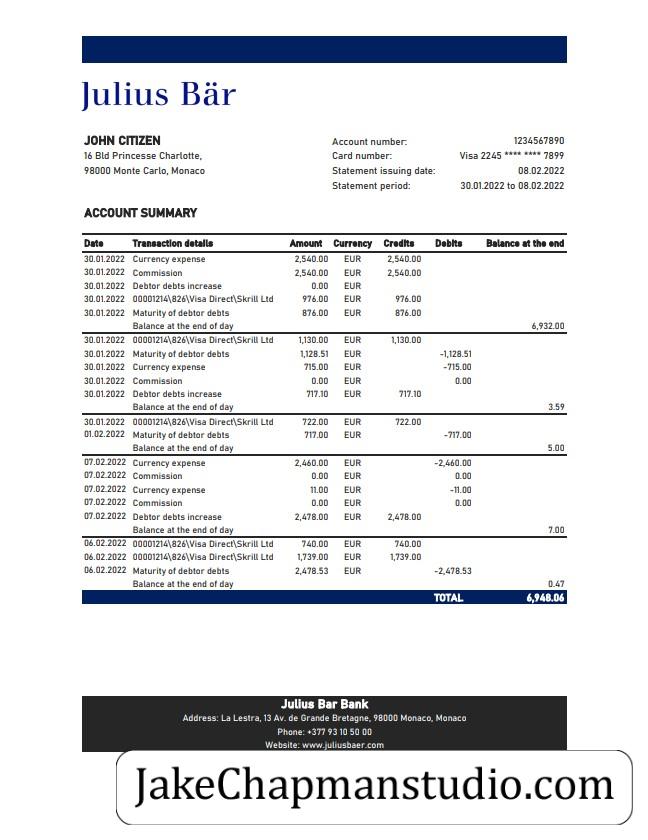 Julius Bär
JOHN CITIZEN
16 Bld Princesse Charlotte,
98000 Monte Carlo, Monaco
Account number: 1234567890
Card number: Visa 2245 **** **** 7899
Statement issuing date: 08.02.2022
Statement period: 30.01.2022 to 08.02.2022
ACCOUNT SUMMARY
Date Transaction details Amount Currency Credits Debits Balance at the end
30.01.2022 Currency expense 2,540.00 EUR 2,540.00
30.01.2022 Commission 2,540.00 EUR 2,540.00
30.01.2022 Debtor debts increase 0.00 EUR
30.01.2022 00001214\826\Visa Direct\Skrill Ltd 976.00 EUR 976.00
30.01.2022 Maturity of debtor debts 876.00 EUR 876.00
Balance at the end of day 6,932.00
30.01.2022 00001214\826\Visa Direct\Skrill Ltd 1,130.00 EUR 1,130.00
30.01.2022 Maturity of debtor debts 1,128.51 EUR -1,128.51
30.01.2022 Currency expense 715.00 EUR -715.00
30.01.2022 Commission 0.00 EUR 0.00
30.01.2022 Debtor debts increase 717.10 EUR 717.10
Balance at the end of day 3.59
30.01.2022 00001214\826\Visa Direct\Skrill Ltd 722.00 EUR 722.00
01.02.2022 Maturity of debtor debts 717.00 EUR -717.00
Balance at the end of day 5.00
07.02.2022 Currency expense 2,460.00 EUR -2,460.00
07.02.2022 Commission 0.00 EUR 0.00
07.02.2022 Currency expense 11.00 EUR -11.00
07.02.2022 Commission 0.00 EUR 0.00
07.02.2022 Debtor debts increase 2,478.00 EUR 2,478.00
Balance at the end of day 7.00
06.02.2022 00001214\826\Visa Direct\Skrill Ltd 740.00 EUR 740.00
06.02.2022 00001214\826\Visa Direct\Skrill Ltd 1,739.00 EUR 1,739.00
06.02.2022 Maturity of debtor debts 2,478.53 EUR -2,478.53
Balance at the end of day 0.47
TOTAL 6,948.06
Julius Bar Bank
Address: La Lestra, 13 Av. de Grande Bretagne, 98000 Monaco, Monaco
Phone: +377 93 10 50 00
Website: www.juliusbaer.com
JakeChapmanstudio.com